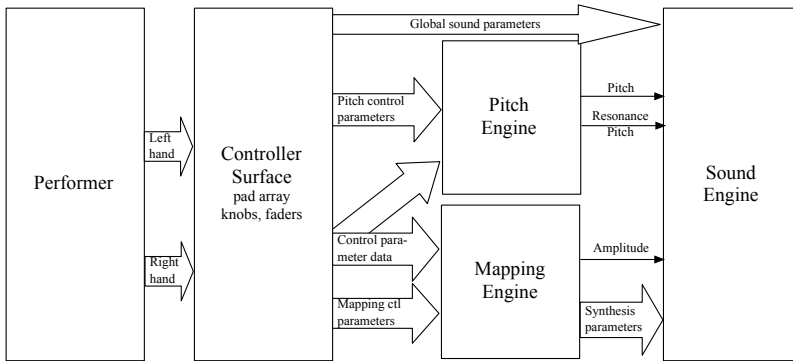 Global sound parameters
Performer
Left
hand
Right
hand
Controller
Surface
pad array
knobs, faders
Pitch control
parameters
Control para-
meter data
Mapping ctl
parameters
Pitch
Engine
Mapping
Engine
Pitch
Resonance
Pitch
Amplitude
Synthesis
parameters
Sound
Engine